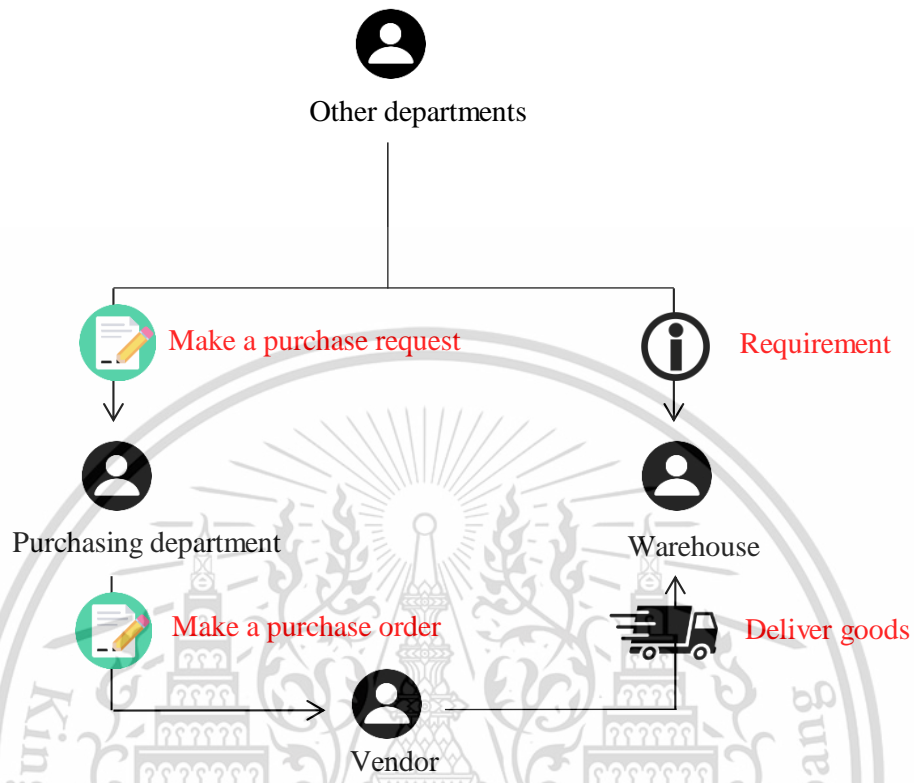 Other departments
Make a purchase request
Requirement
Purchasing department
Warehouse
Make a purchase order
Deliver goods
Vendor